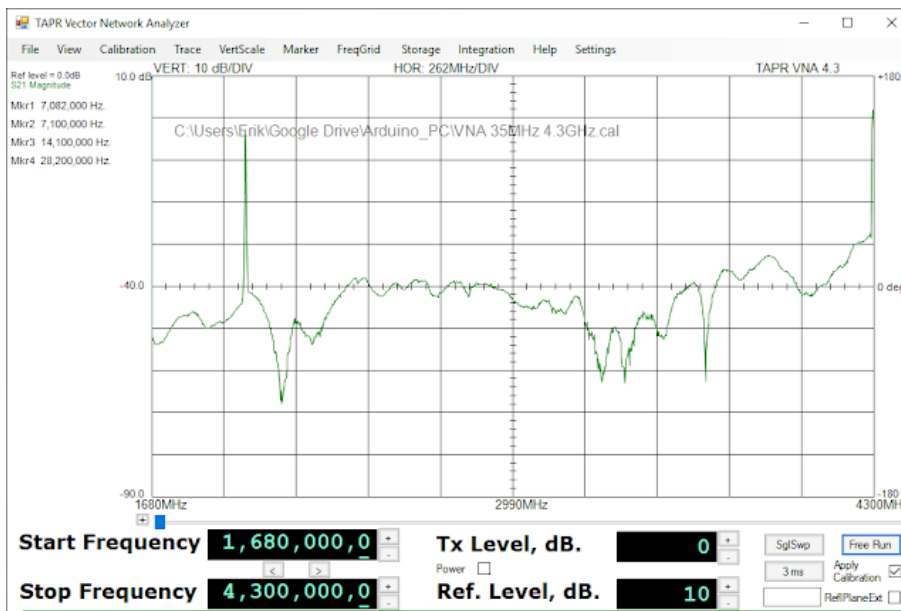 TAPR Vector Network Analyzer
File View Calibration Trace VertScale Marker FreqGrid Storage Integration Help Settings
VERT: 10 dB/DIV HOR: 262MHz/DIV TAPR VNA 4.3
Ref level = 0.0dB
S21 Magnitude
10.0 dB
+180
Mkr1 7,082,000 Hz.
Mkr2 7,100,000 Hz.
Mkr3 14,100,000 Hz.
Mkr4 28,200,000 Hz.
C:\Users\Erik\Google Drive\Arduino_PC\VNA 35MHz 4.3GHz.cal
-40.0
0 deg
-90.0
-180
1680MHz 2990MHz 4300MHz
+
Start Frequency 1,680,000,0 + - Tx Level, dB. 0 + - SglSwp Free Run
< > Power 3 ms Apply Calibration
Stop Frequency 4,300,000,0 + - Ref. Level, dB. 10 + - ReflPlaneExt